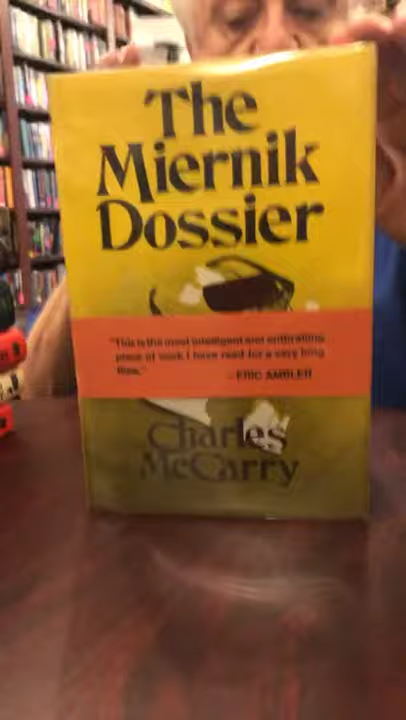 The
Miernik
Dossier
"This is the most intelligent and enthralling
piece of work I have read for a very long
time."
— ERIC AMBLER
Charles
McCarry